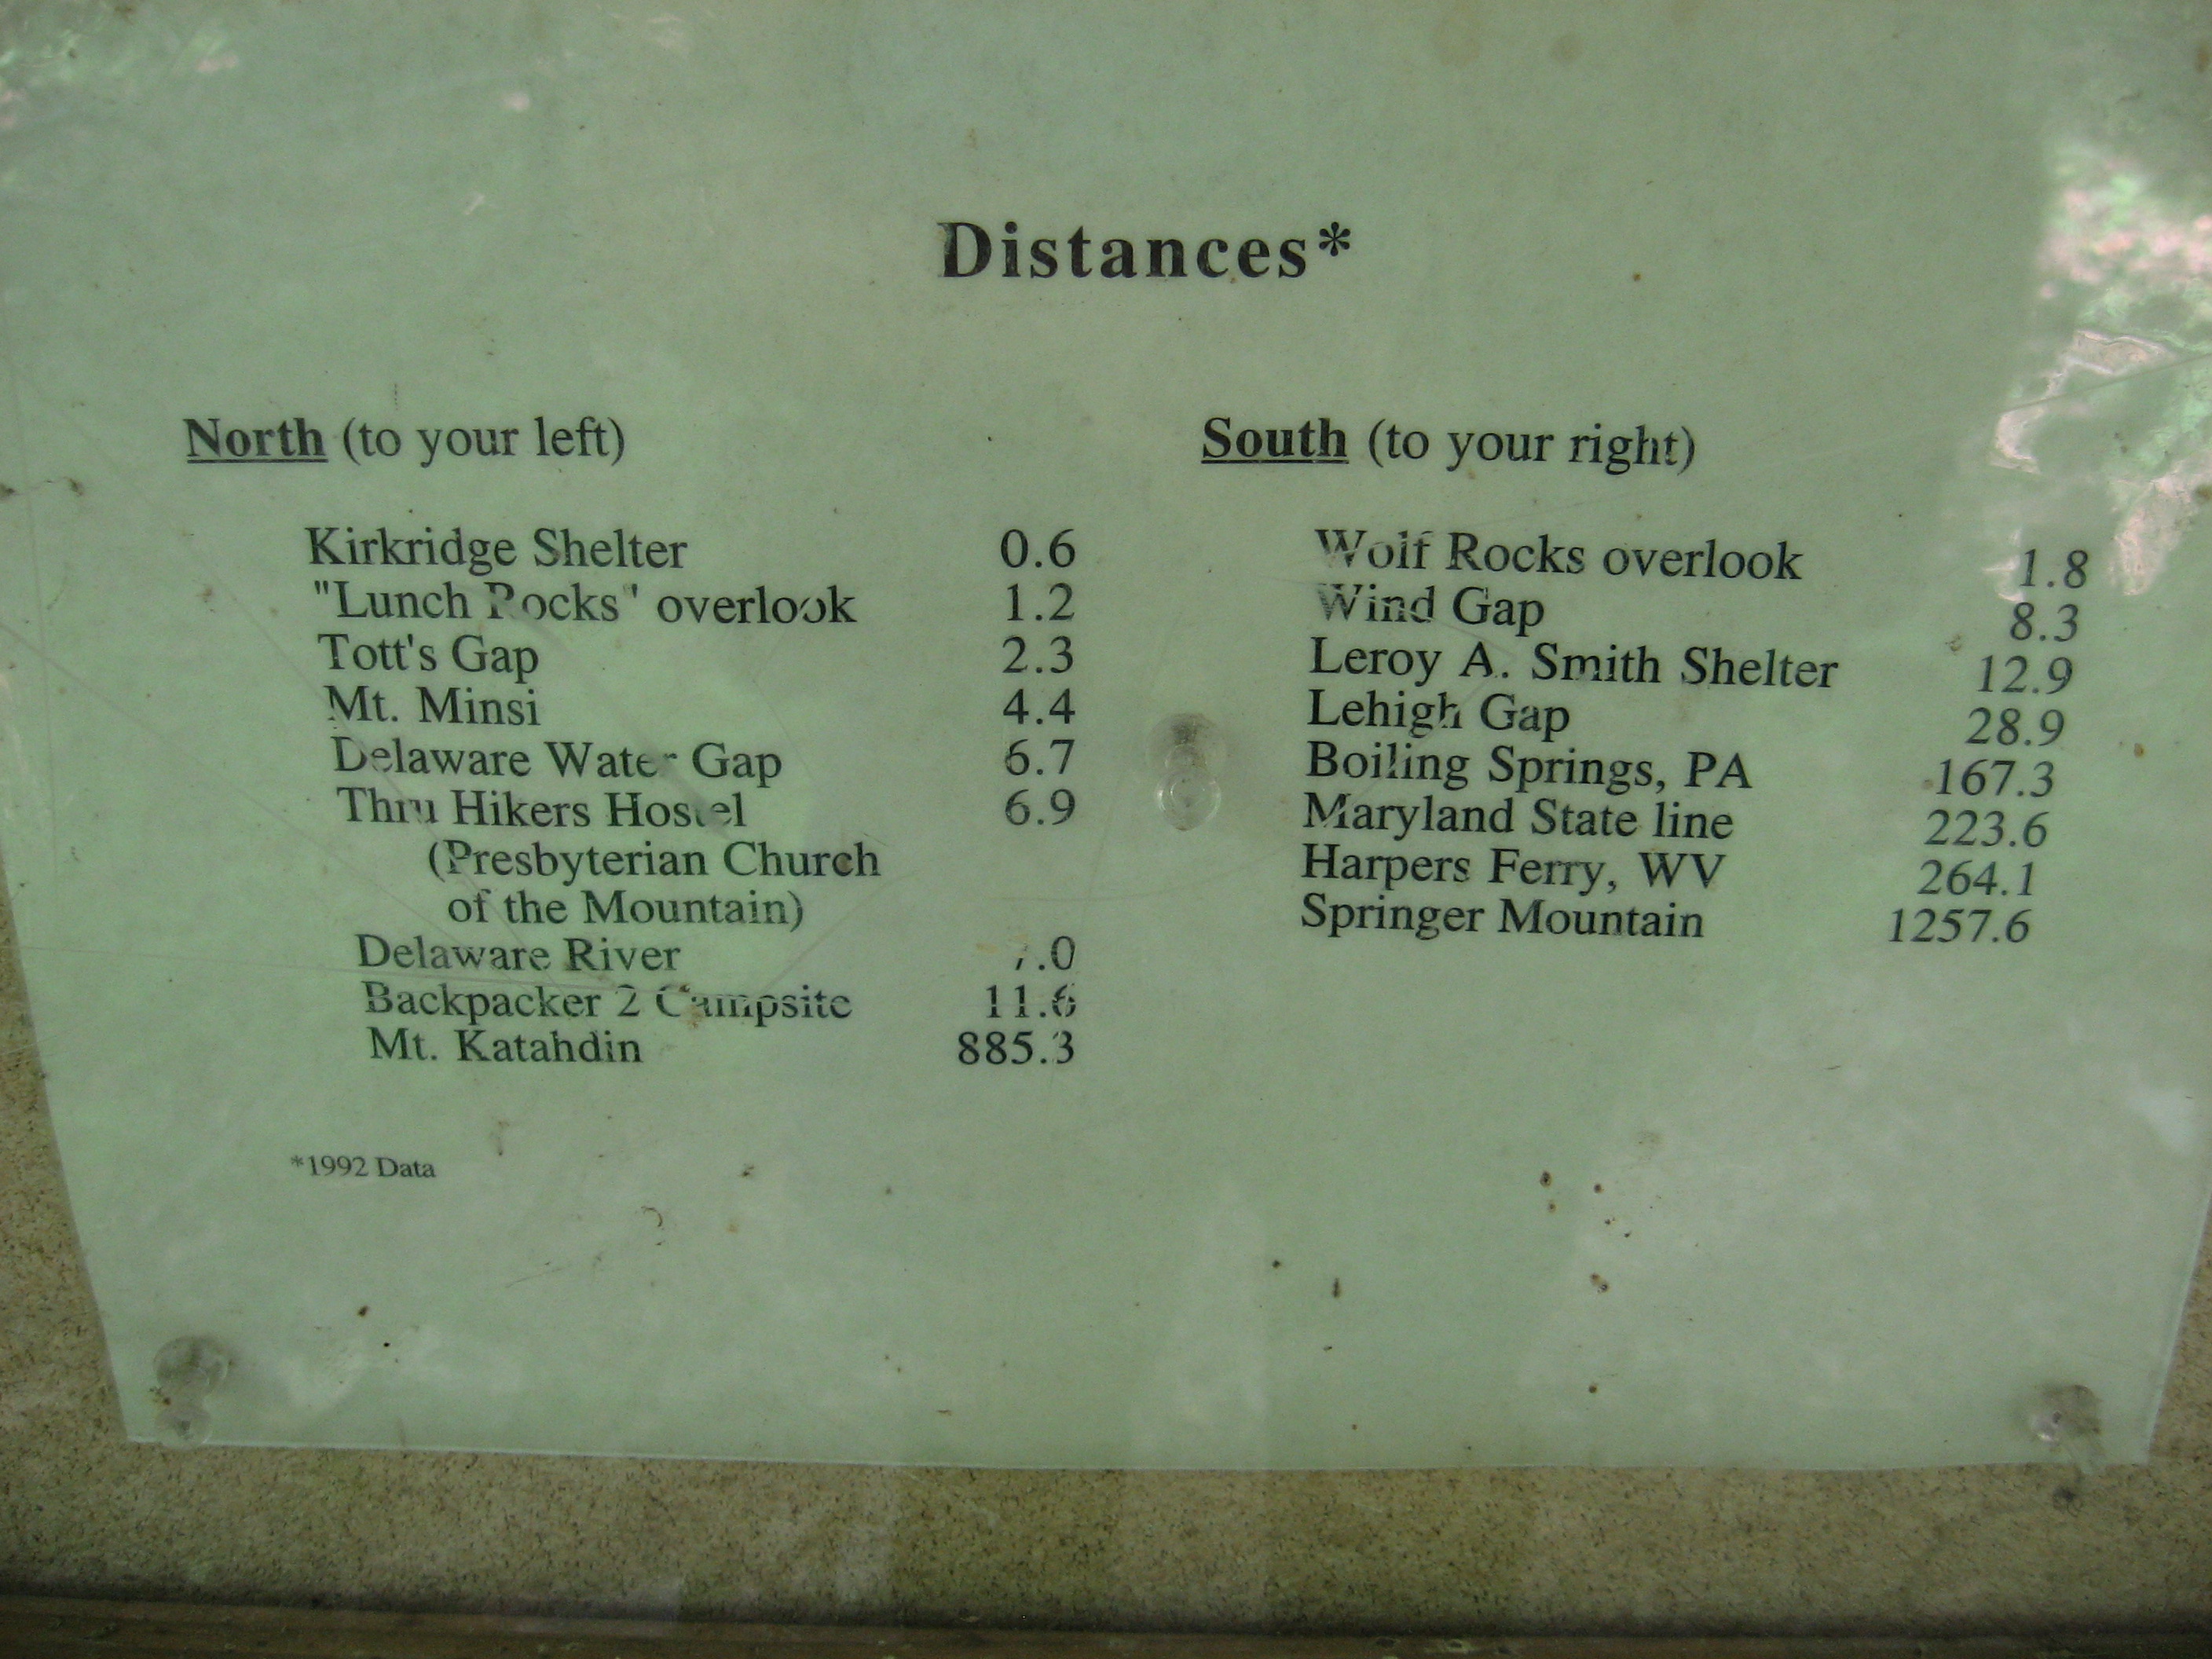 Distances*
North (to your left)
Kirkridge Shelter 0.6
"Lunch Rocks" overlook 1.2
Tott's Gap 2.3
Mt. Minsi 4.4
Delaware Water Gap 6.7
Thru Hikers Hostel 6.9
(Presbyterian Church
of the Mountain)
Delaware River 7.0
Backpacker 2 Campsite 11.6
Mt. Katahdin 885.3
*1992 Data
South (to your right)
Wolf Rocks overlook 1.8
Wind Gap 8.3
Leroy A. Smith Shelter 12.9
Lehigh Gap 28.9
Boiling Springs, PA 167.3
Maryland State line 223.6
Harpers Ferry, WV 264.1
Springer Mountain 1257.6